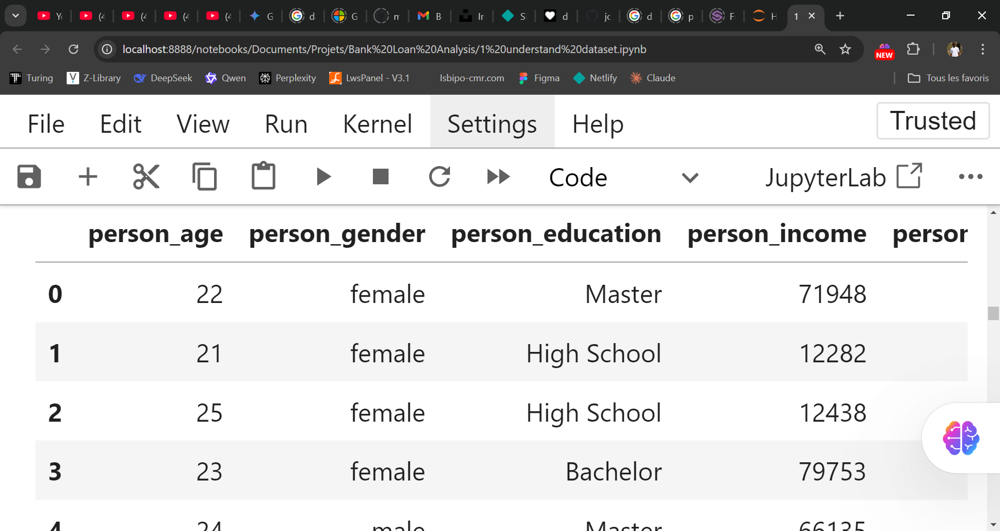 Y
(4
(4
(4
(4
G
d
G
m
B
In
Si
d
jc
d
p
F
H
1
localhost:8888/notebooks/Documents/Projets/Bank%20Loan%20Analysis/1%20understand%20dataset.ipynb
NEW
Turing
Z-Library
DeepSeek
Qwen
Perplexity
LwsPanel - V3.1
Isbipo-cmr.com
Figma
Netlify
Claude
Tous les favoris
File Edit View Run Kernel Settings Help Trusted
Code JupyterLab
person_age person_gender person_education person_income person
0 22 female Master 71948
1 21 female High School 12282
2 25 female High School 12438
3 23 female Bachelor 79753
4 24 male Master 66135